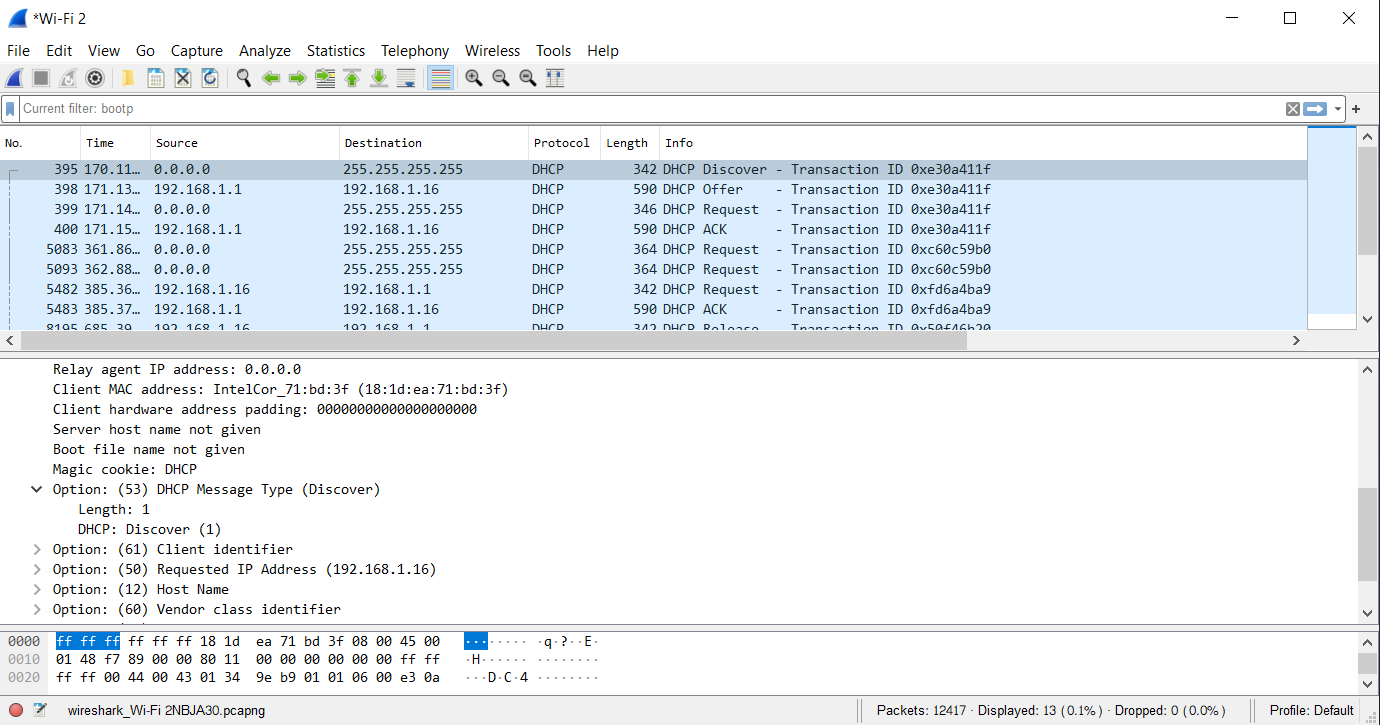 *Wi-Fi 2
File Edit View Go Capture Analyze Statistics Telephony Wireless Tools Help
Current filter: bootp
No. Time Source Destination Protocol Length Info
395 170.11… 0.0.0.0 255.255.255.255 DHCP 342 DHCP Discover - Transaction ID 0xe30a411f
398 171.13… 192.168.1.1 192.168.1.16 DHCP 590 DHCP Offer - Transaction ID 0xe30a411f
399 171.14… 0.0.0.0 255.255.255.255 DHCP 346 DHCP Request - Transaction ID 0xe30a411f
400 171.15… 192.168.1.1 192.168.1.16 DHCP 590 DHCP ACK - Transaction ID 0xe30a411f
5083 361.86… 0.0.0.0 255.255.255.255 DHCP 364 DHCP Request - Transaction ID 0xc60c59b0
5093 362.88… 0.0.0.0 255.255.255.255 DHCP 364 DHCP Request - Transaction ID 0xc60c59b0
5482 385.36… 192.168.1.16 192.168.1.1 DHCP 342 DHCP Request - Transaction ID 0xfd6a4ba9
5483 385.37… 192.168.1.1 192.168.1.16 DHCP 590 DHCP ACK - Transaction ID 0xfd6a4ba9
8195 685.39… 192.168.1.16 192.168.1.1 DHCP 342 DHCP Release - Transaction ID 0x50f46b20
Relay agent IP address: 0.0.0.0
Client MAC address: IntelCor_71:bd:3f (18:1d:ea:71:bd:3f)
Client hardware address padding: 00000000000000000000
Server host name not given
Boot file name not given
Magic cookie: DHCP
Option: (53) DHCP Message Type (Discover)
Length: 1
DHCP: Discover (1)
Option: (61) Client identifier
Option: (50) Requested IP Address (192.168.1.16)
Option: (12) Host Name
Option: (60) Vendor class identifier
0000 ff ff ff ff ff ff 18 1d ea 71 bd 3f 08 00 45 00 ········ ·q·?··E·
0010 01 48 f7 89 00 00 80 11 00 00 00 00 00 00 ff ff ·H······ ········
0020 ff ff 00 44 00 43 01 34 9e b9 01 01 06 00 e3 0a ···D·C·4 ········
wireshark_Wi-Fi 2NBJA30.pcapng Packets: 12417 · Displayed: 13 (0.1%) · Dropped: 0 (0.0%) Profile: Default